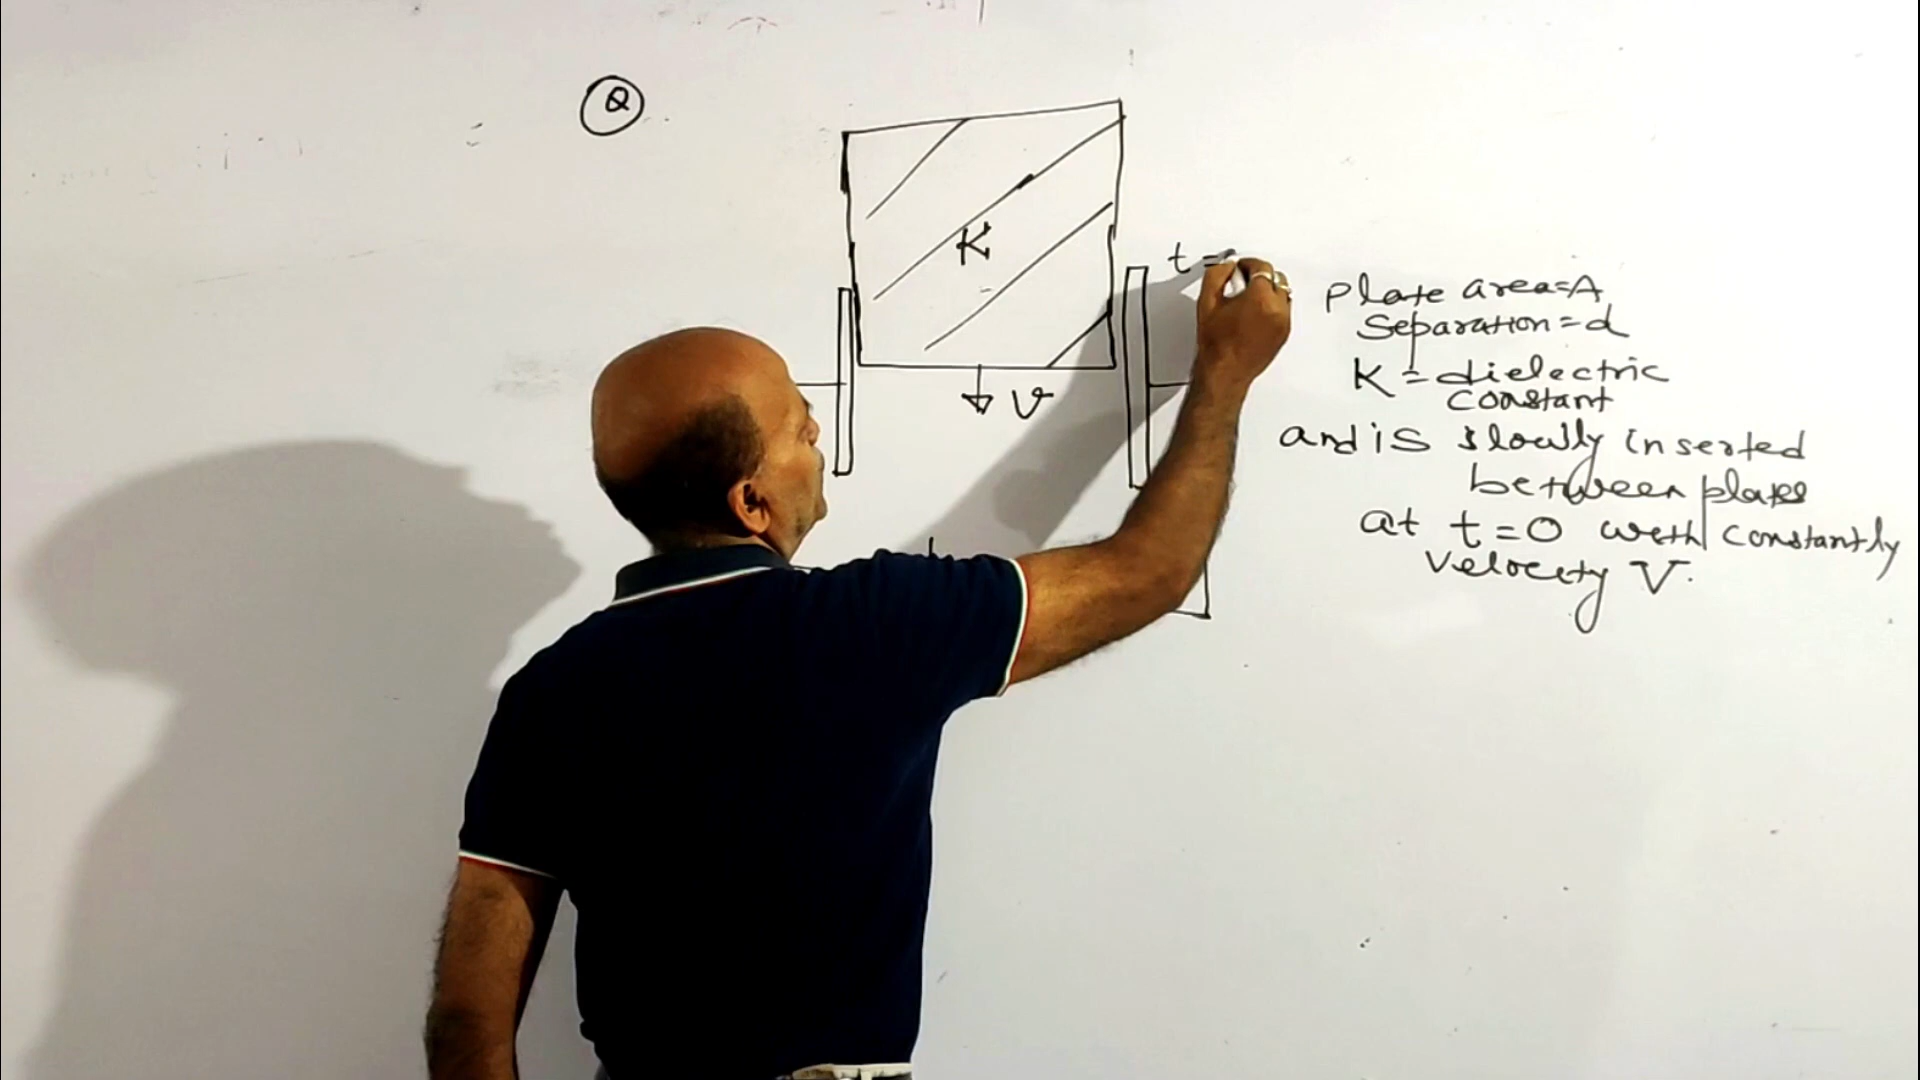 Q
K
t =
V
plate area=A
Separation=d
K = dielectric
constant
and is slowly inserted
between plates
at t=0 with constantly
velocity V.